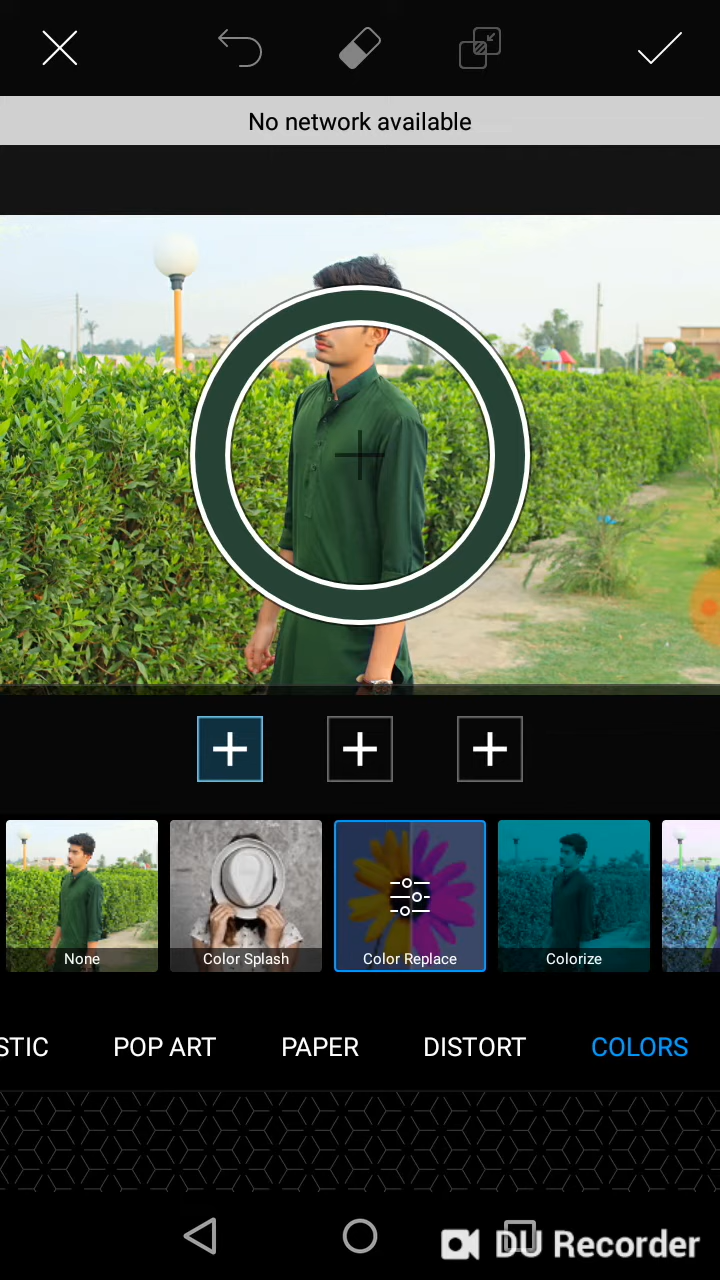 No network available
None
Color Splash
Color Replace
Colorize
STIC
POP ART
PAPER
DISTORT
COLORS
DU Recorder